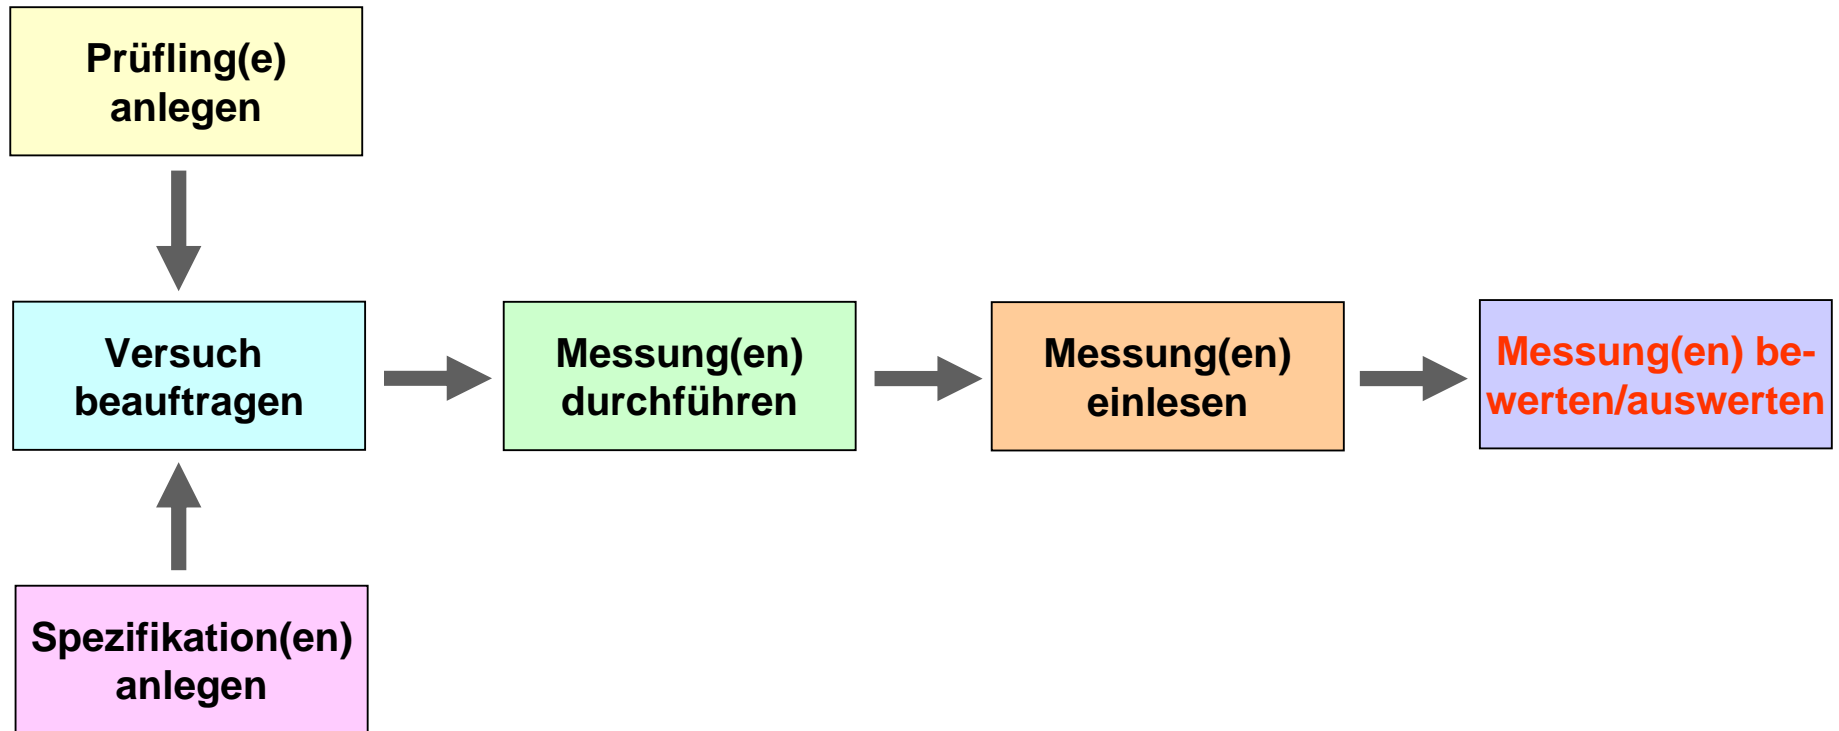 Prüfling(e)
anlegen
Versuch
beauftragen
Messung(en)
durchführen
Messung(en)
einlesen
Messung(en) be-
werten/auswerten
Spezifikation(en)
anlegen